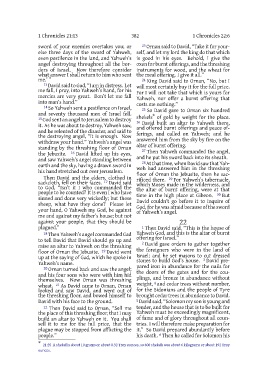 1 Chronicles 21:13
382
1 Chronicles 22:6
sword of your enemies overtakes you; or
else three days of the sword of Yahweh,
even pestilence in the land, and Yahweh's
angel destroying throughout all the bor-
ders of Israel. Now therefore consider
what answer I shall return to him who sent
me."
13 David said to Gad, "I am in distress. Let
me fall, I pray, into Yahweh's hand, for his
mercies are very great. Don't let me fall
into man's hand."
14 So Yahweh sent a pestilence on Israel,
and seventy thousand men of Israel fell.
15 God sent an angel to Jerusalem to destroy
it. As he was about to destroy, Yahweh saw,
and he relented of the disaster, and said to
the destroying angel, "It is enough. Now
withdraw your hand." Yahweh's angel was
standing by the threshing floor of Ornan
the Jebusite. 16 David lifted up his eyes,
and saw Yahweh's angel standing between
earth and the sky, having a drawn sword in
his hand stretched out over Jerusalem.
Then David and the elders, clothed in
sackcloth, fell on their faces. 17 David said
to God, "Isn't it I who commanded the
people to be counted? It is even I who have
sinned and done very wickedly; but these
sheep, what have they done? Please let
your hand, O Yahweh my God, be against
me and against my father's house; but not
against your people, that they should be
plagued."
18 Then Yahweh's angel commanded Gad
to tell David that David should go up and
raise an altar to Yahweh on the threshing
floor of Ornan the Jebusite. 19 David went
up at the saying of Gad, which he spoke in
Yahweh's name.
20 Ornan turned back and saw the angel;
and his four sons who were with him hid
themselves. Now Ornan was threshing
wheat. 21 As David came to Ornan, Ornan
looked and saw David, and went out of
the threshing floor, and bowed himself to
David with his face to the ground.
22 Then David said to Ornan, "Sell me
the place of this threshing floor, that I may
build an altar to Yahweh on it. You shall
sell it to me for the full price, that the
plague may be stopped from afflicting the
people."
23 Ornan said to David, "Take it for your-
self, and let my lord the king do that which
is good in his eyes. Behold, I give the
oxen for burnt offerings, and the threshing
instruments for wood, and the wheat for
the meal offering. I give it all."
24 King David said to Ornan, "No, but I
will most certainly buy it for the full price.
For I will not take that which is yours for
Yahweh, nor offer a burnt offering that
costs me nothing."
25 So David gave to Ornan six hundred
shekels* of gold by weight for the place.
26 David built an altar to Yahweh there,
and offered burnt offerings and peace of-
ferings, and called on Yahweh; and he
answered him from the sky by fire on the
altar of burnt offering.
27 Then Yahweh commanded the angel,
and he put his sword back into its sheath.
28 At that time, when David saw that Yah-
weh had answered him in the threshing
floor of Ornan the Jebusite, then he sac-
rificed there. 29 For Yahweh's tabernacle,
which Moses made in the wilderness, and
the altar of burnt offering, were at that
time in the high place at Gibeon. 30 But
David couldn't go before it to inquire of
God, for he was afraid because of the sword
of Yahweh's angel.
22
1 Then David said, "This is the house of
Yahweh God, and this is the altar of burnt
offering for Israel."
2 David gave orders to gather together
the foreigners who were in the land of
Israel; and he set masons to cut dressed
stones to build God's house. 3 David pre-
pared iron in abundance for the nails for
the doors of the gates and for the cou-
plings, and bronze in abundance without
weight, 4 and cedar trees without number,
for the Sidonians and the people of Tyre
brought cedar trees in abundance to David.
5 David said, "Solomon my son is young and
tender, and the house that is to be built for
Yahweh must be exceedingly magnificent,
of fame and of glory throughout all coun-
tries. I will therefore make preparation for
it." So David prepared abundantly before
his death. 6 Then he called for Solomon his